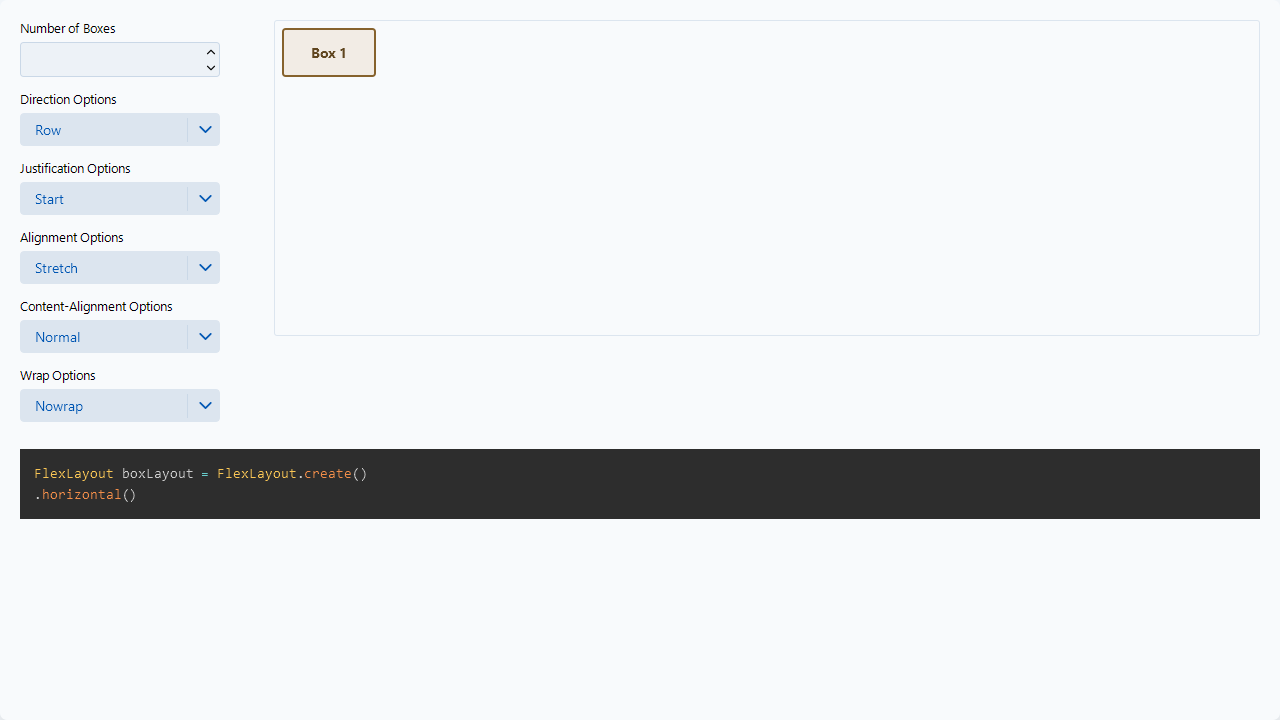 Number of Boxes
Direction Options
Row
Justification Options
Start
Alignment Options
Stretch
Content-Alignment Options
Normal
Wrap Options
Nowrap
Box 1
FlexLayout boxLayout = FlexLayout.create()
.horizontal()